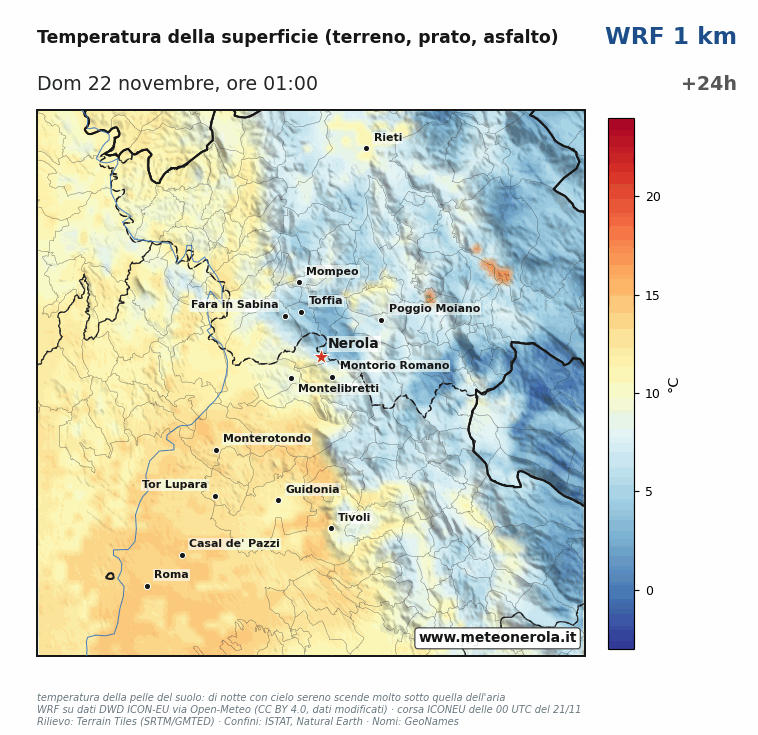 Temperatura della superficie (terreno, prato, asfalto)
WRF 1 km
Dom 22 novembre, ore 01:00
+24h
Rieti
Mompeo
Fara in Sabina
Toffia
Poggio Moiano
Nerola
Montorio Romano
Montelibretti
Monterotondo
Tor Lupara
Guidonia
Tivoli
Casal de' Pazzi
Roma
www.meteonerola.it
20
15
10
5
0
°C
temperatura della pelle del suolo: di notte con cielo sereno scende molto sotto quella dell'aria
WRF su dati DWD ICON-EU via Open-Meteo (CC BY 4.0, dati modificati) · corsa ICONEU delle 00 UTC del 21/11
Rilievo: Terrain Tiles (SRTM/GMTED) · Confini: ISTAT, Natural Earth · Nomi: GeoNames